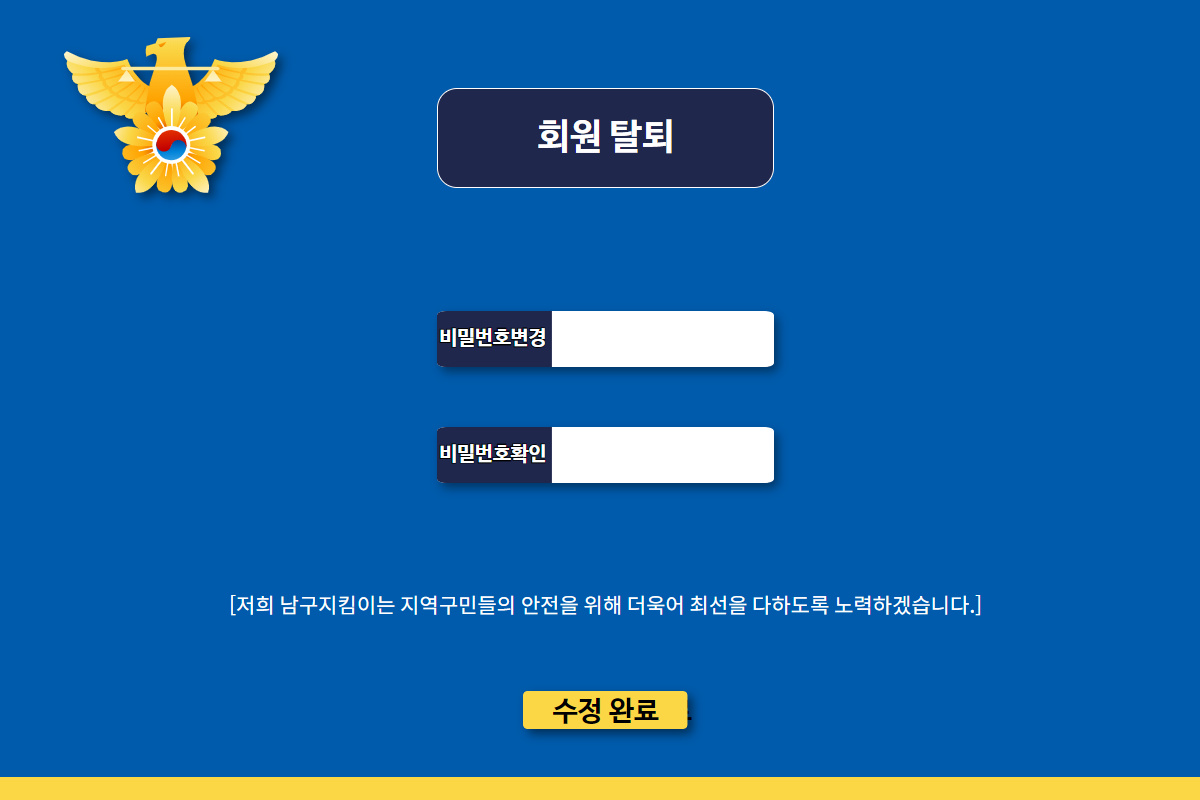 회원 탈퇴
비밀번호변경
비밀번호확인
[저희 남구지킴이는 지역구민들의 안전을 위해 더욱어 최선을 다하도록 노력하겠습니다.]
수정 완료